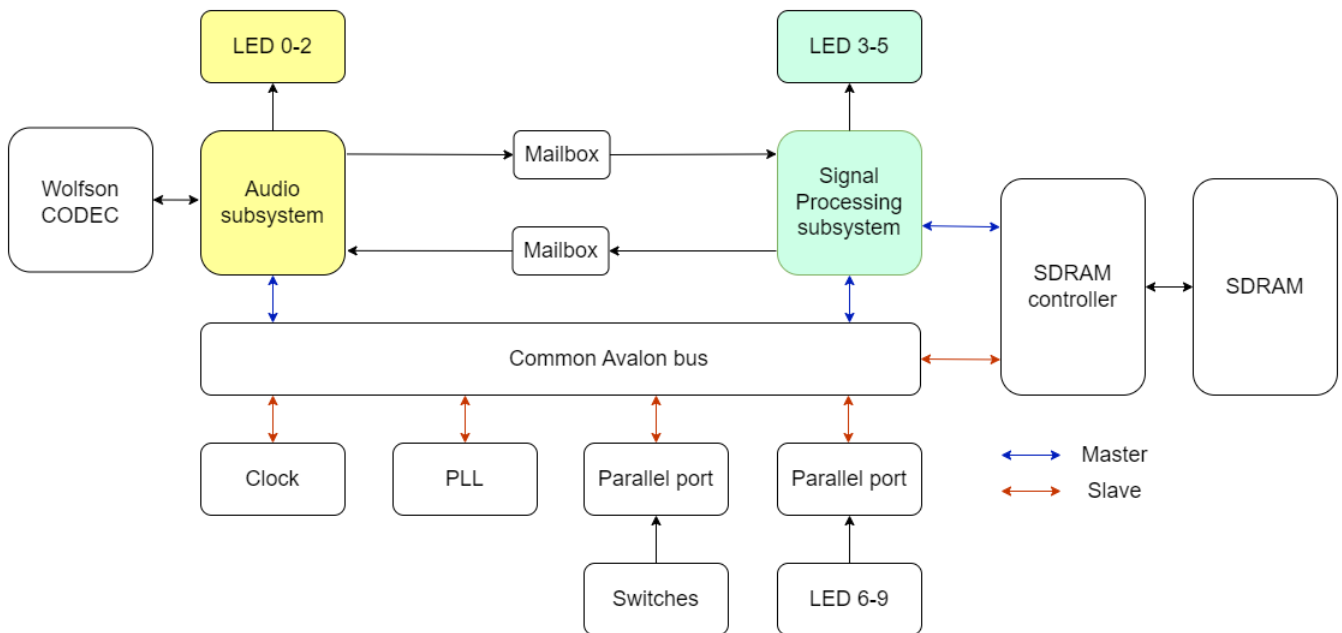 LED 0-2
LED 3-5
Wolfson
CODEC
Audio
subsystem
Mailbox
Signal
Processing
subsystem
Mailbox
SDRAM
controller
SDRAM
Common Avalon bus
Clock
PLL
Parallel port
Parallel port
Master
Slave
Switches
LED 6-9